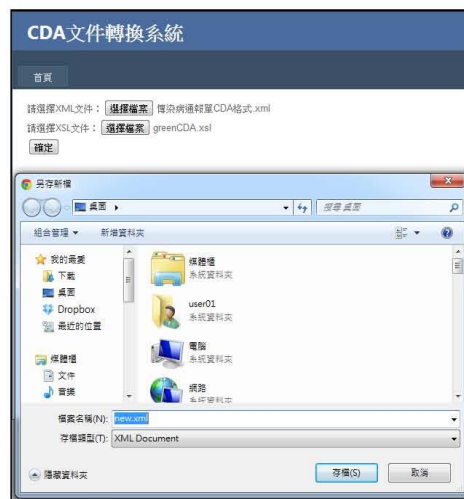 CDA文件轉換系統
首頁
請選擇XML文件： 選擇檔案 傳染病通報單CDA格式.xml
請選擇XSL文件： 選擇檔案 greenCDA.xsl
確定
另存新檔
桌面
搜尋 桌面
組合管理 新增資料夾
我的最愛
下載
桌面
Dropbox
最近的位置
媒體櫃
文件
音樂
媒體櫃
系統資料夾
user01
系統資料夾
電腦
系統資料夾
網路
系統資料夾
檔案名稱(N): new.xml
存檔類型(T): XML Document
隱藏資料夾
存檔(S)
取消